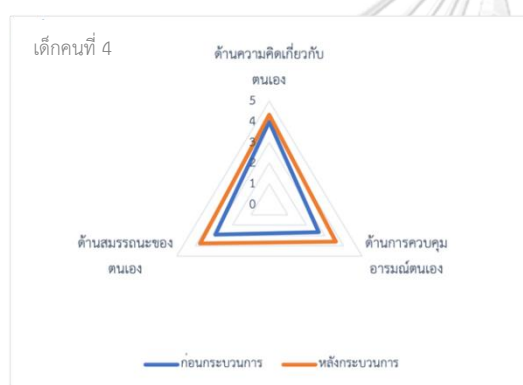 เด็กคนที่ 4
ด้านความคิดเกี่ยวกับ
ตนเอง
5
4
3
2
1
0
ด้านสมรรถนะของ
ตนเอง
ด้านการควบคุม
อารมณ์ตนเอง
ก่อนกระบวนการ
หลังกระบวนการ